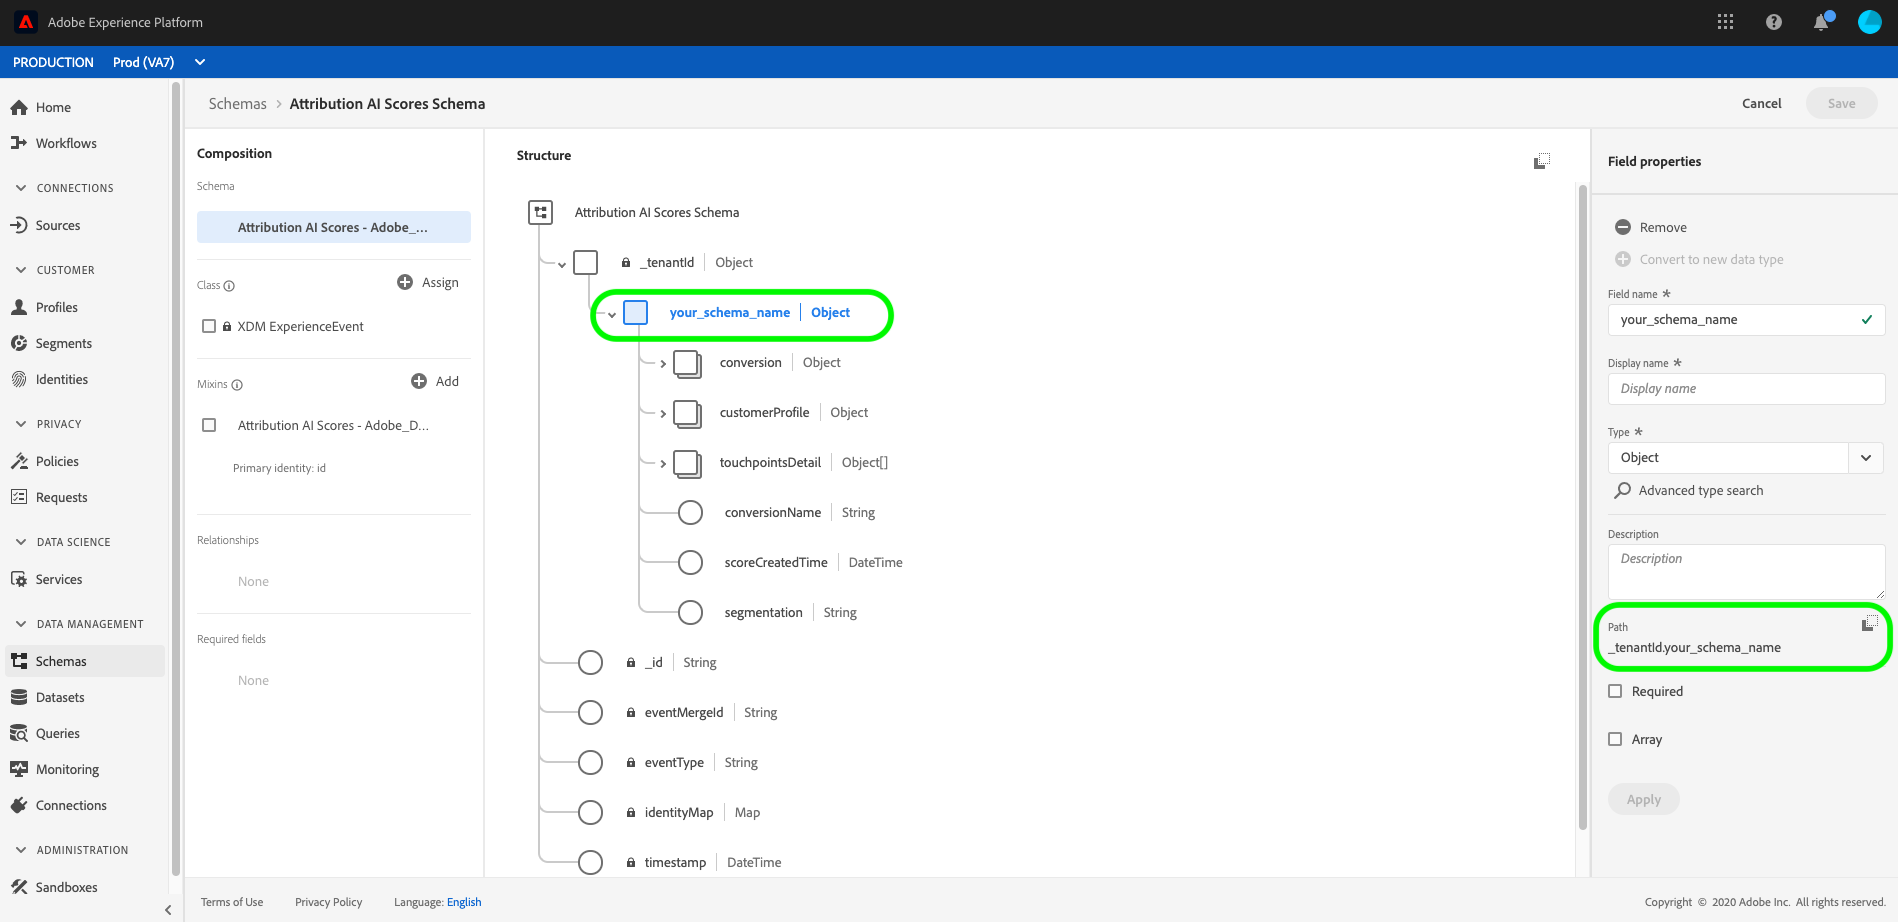 Adobe Experience Platform
PRODUCTION Prod (VA7)
Home
Workflows
CONNECTIONS
Sources
CUSTOMER
Profiles
Segments
Identities
PRIVACY
Policies
Requests
DATA SCIENCE
Services
DATA MANAGEMENT
Schemas
Datasets
Queries
Monitoring
Connections
ADMINISTRATION
Sandboxes
Schemas > Attribution AI Scores Schema
Cancel Save
Composition
Schema
Attribution AI Scores - Adobe_...
Class Assign
XDM ExperienceEvent
Mixins Add
Attribution AI Scores - Adobe_D...
Primary identity: id
Relationships
None
Required fields
None
Structure
Attribution AI Scores Schema
_tenantId Object
your_schema_name Object
conversion Object
customerProfile Object
touchpointsDetail Object[]
conversionName String
scoreCreatedTime DateTime
segmentation String
_id String
eventMergeId String
eventType String
identityMap Map
timestamp DateTime
Field properties
Remove
Convert to new data type
Field name *
your_schema_name
Display name *
Display name
Type *
Object
Advanced type search
Description
Description
Path
_tenantId.your_schema_name
Required
Array
Apply
Terms of Use Privacy Policy Language: English
Copyright © 2020 Adobe Inc. All rights reserved.